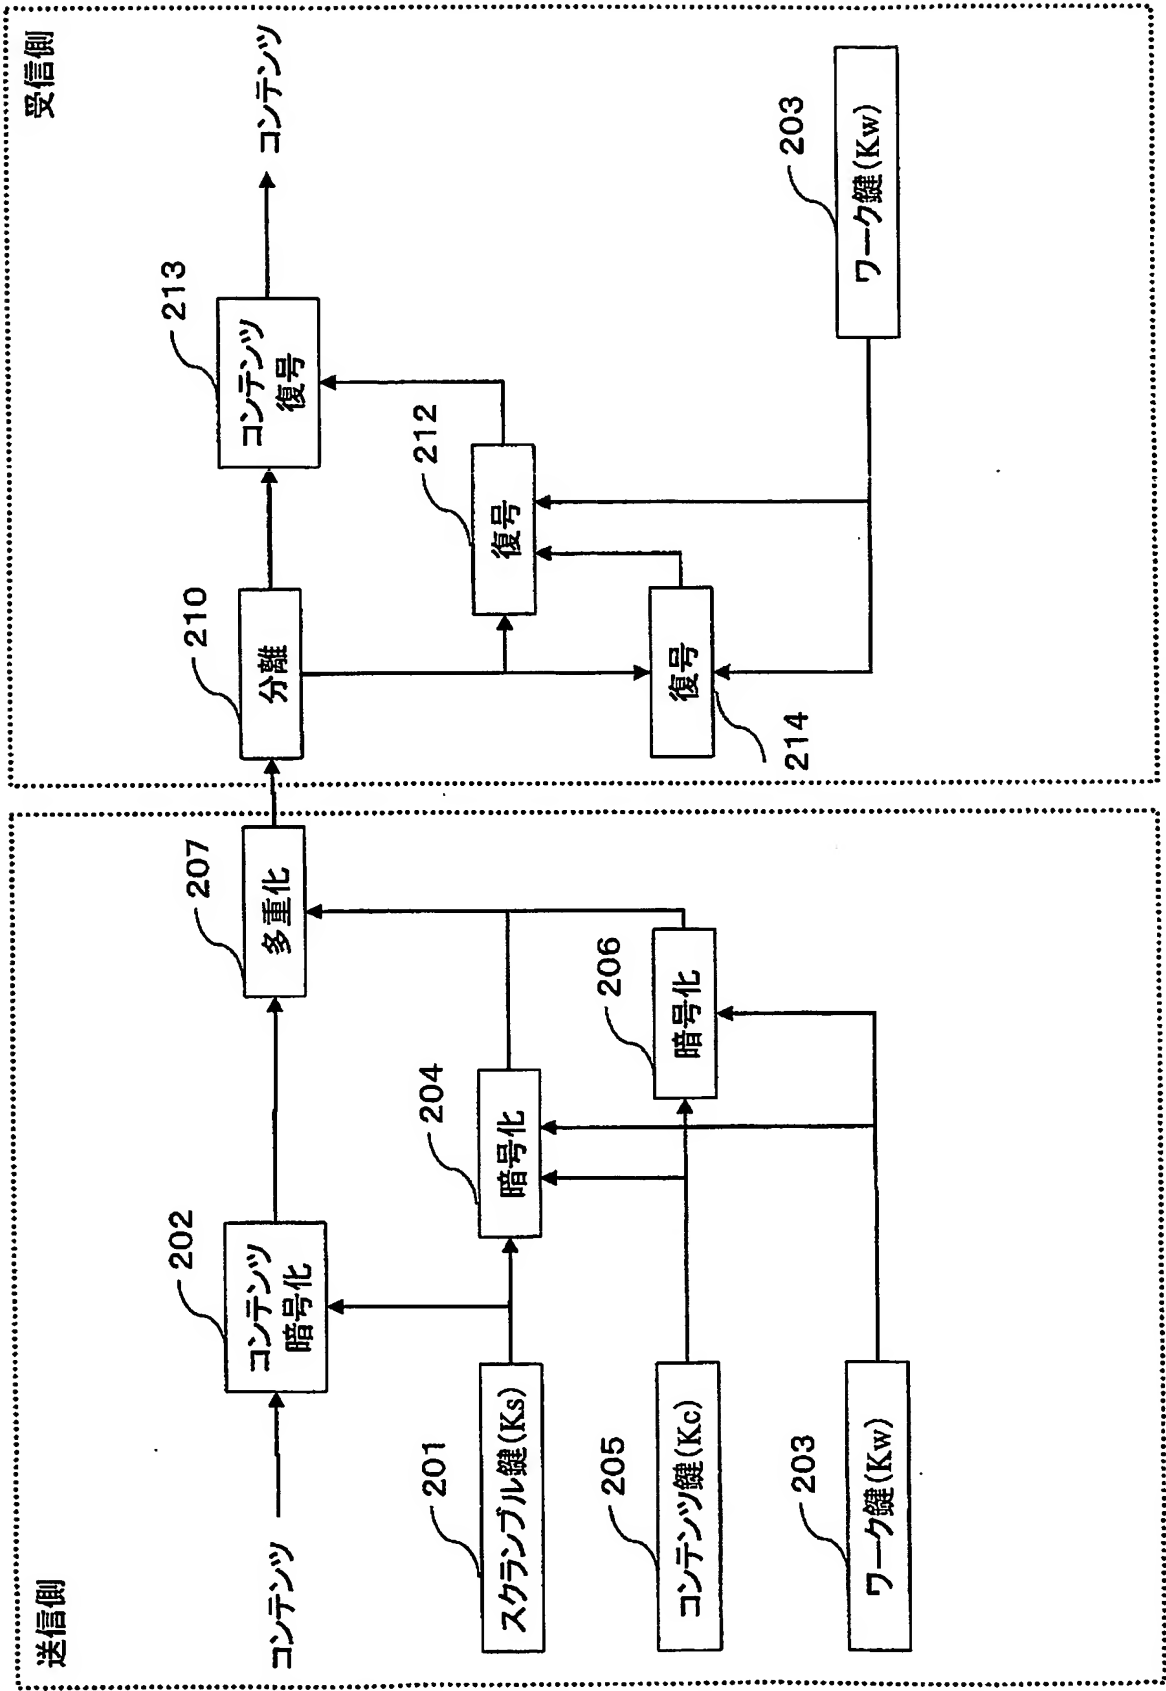 送信側
コンテンツ
202
コンテンツ
暗号化
207
多重化
201
スクランブル鍵(Ks)
204
暗号化
205
コンテンツ鍵(Kc)
206
暗号化
203
ワーク鍵(Kw)
受信側
210
分離
213
コンテンツ
復号
コンテンツ
212
復号
214
復号
203
ワーク鍵(Kw)